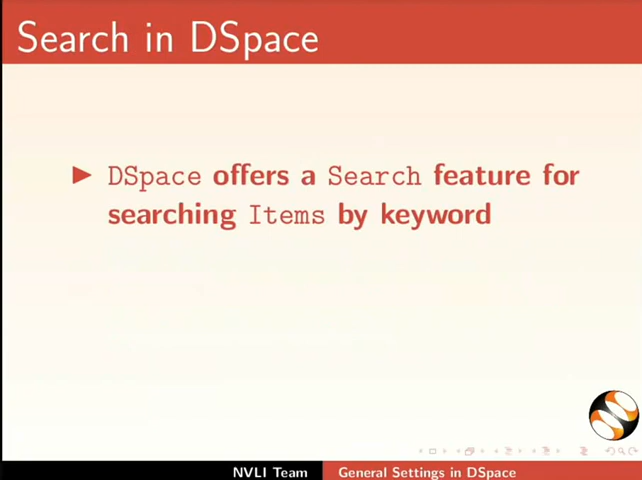 Search in DSpace
DSpace offers a Search feature for
searching Items by keyword
NVLI Team
General Settings in DSpace